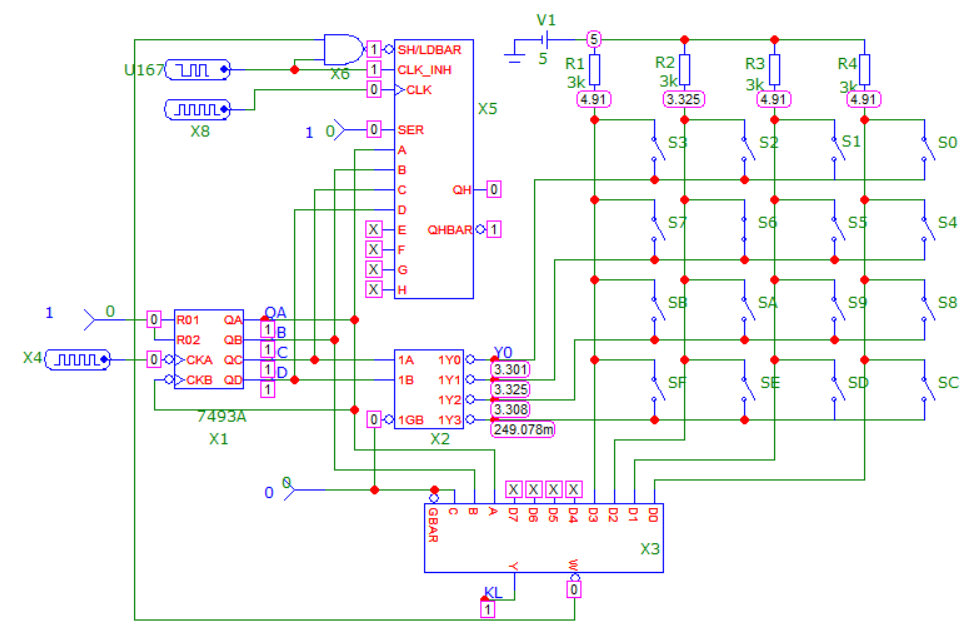 V1
5
5
R1
3k
4.91
R2
3k
3.325
R3
3k
4.91
R4
3k
4.91
U167
X6
1 SH/LDBAR
1 CLK_INH
0 CLK
X8
X5
1 0
0 SER
A
B
C
D
X E
X F
X G
X H
QH 0
QHBAR 1
S3 S2 S1 S0
S7 S6 S5 S4
SB SA S9 S8
SF SE SD SC
1 0
0 R01
R02
0 CKA
CKB
X4
QA QA
1
QB B
1
QC C
1
QD D
1
7493A
X1
1A
1B
0 1GB
1Y0 Y0
3.301
1Y1
3.325
1Y2
3.308
1Y3
249.078m
X2
0 0
X X X X
GBAR C B A D7 D6 D5 D4 D3 D2 D1 D0
X3
Y W
KL
1
0